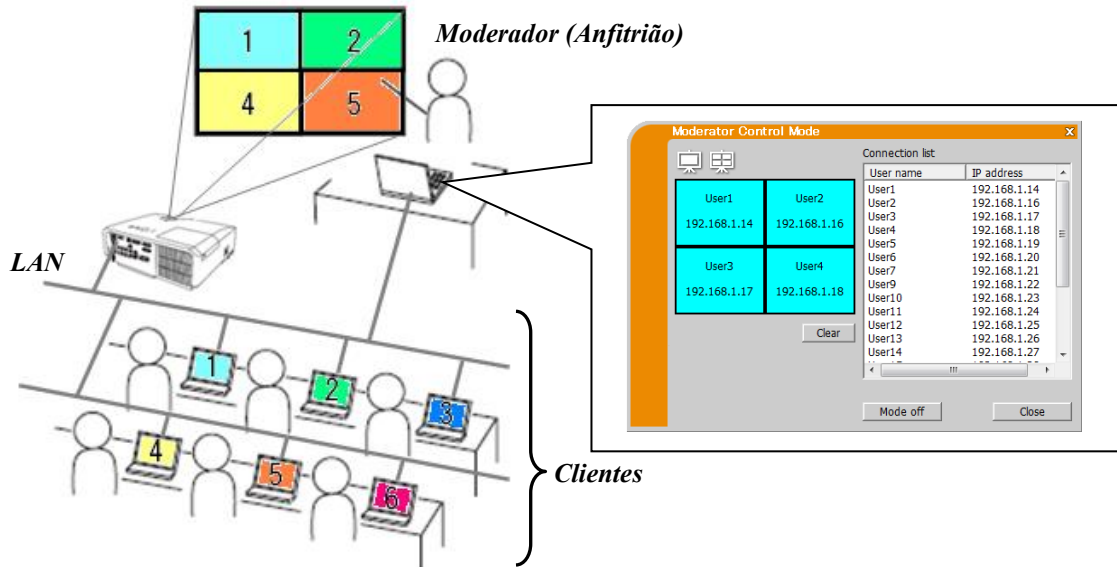 1 2
Moderador (Anfitrião)
4 5
LAN
1
2
3
4
5
6
Clientes
Moderator Control Mode x
Connection list
User name IP address
User1 192.168.1.14
User2 192.168.1.16
User3 192.168.1.17
User4 192.168.1.18
User5 192.168.1.19
User6 192.168.1.20
User7 192.168.1.21
User9 192.168.1.22
User10 192.168.1.23
User11 192.168.1.24
User12 192.168.1.25
User13 192.168.1.26
User14 192.168.1.27
User1 User2
192.168.1.14 192.168.1.16
User3 User4
192.168.1.17 192.168.1.18
Clear
Mode off Close